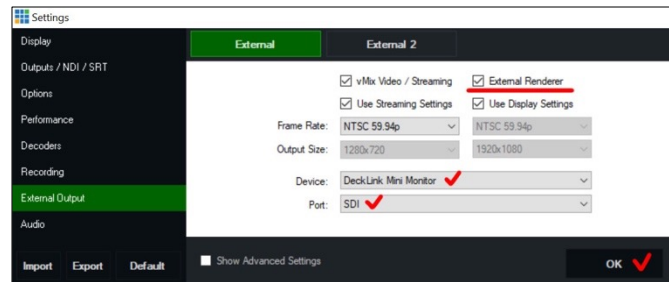 Settings
Display
Outputs / NDI / SRT
Options
Performance
Decoders
Recording
External Output
Audio
Import Export Default
External External 2
vMix Video / Streaming External Renderer
Use Streaming Settings Use Display Settings
Frame Rate: NTSC 59.94p NTSC 59.94p
Output Size: 1280x720 1920x1080
Device: DeckLink Mini Monitor
Port: SDI
Show Advanced Settings OK